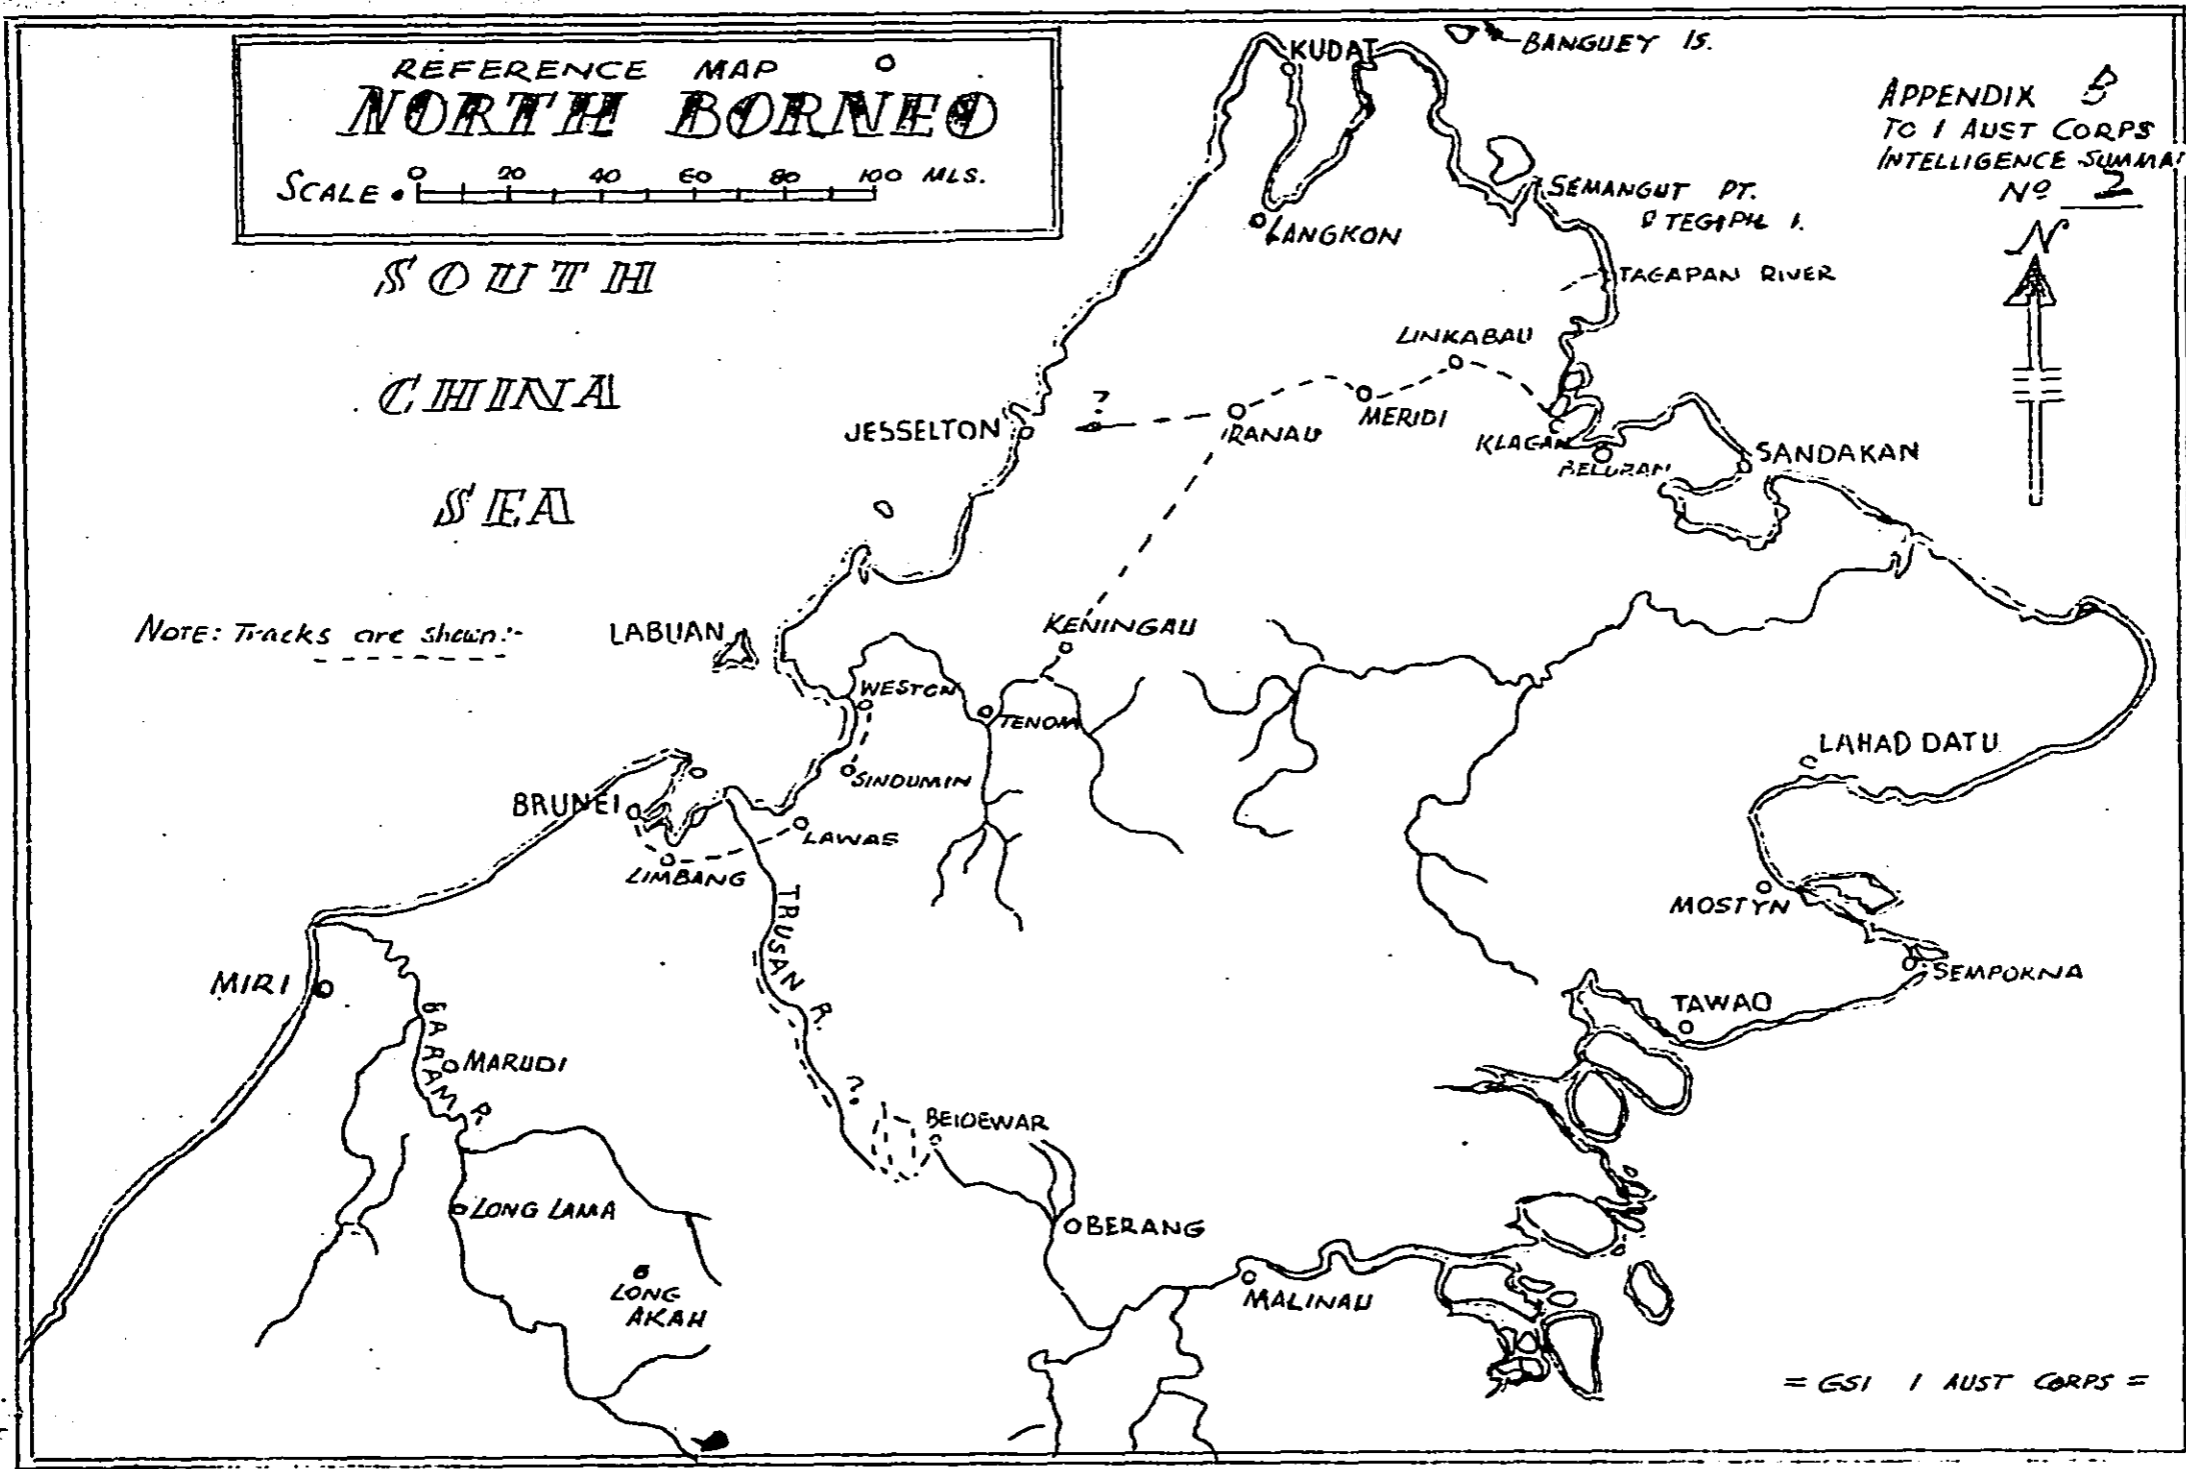 REFERENCE MAP
NORTH BORNEO
SCALE 0 20 40 60 80 100 MLS.
APPENDIX B
TO 1 AUST CORPS
INTELLIGENCE SUMMA
Nº 2
N
SOUTH
CHINA
SEA
NOTE: Tracks are shown:-
BANGUEY IS.
KUDAT
LANGKON
SEMANGUT PT.
TAGAPAN RIVER
LINKABAU
MERIDI
?
IRANAU
JESSELTON
KLAGAN
BELURAN
SANDAKAN
LABUAN
KENINGAU
WESTON
TENOM
SINDUMIN
LAHAD DATU
BRUNEI
LAWAS
LIMBANG
MOSTYN
TRUSAN R.
SEMPORNA
MIRI
TAWAO
BARAM R.
MARUDI
?
BEIDEWAR
LONG LAMA
BERANG
LONG
AKAH
MALINAU
= GSI 1 AUST CORPS =